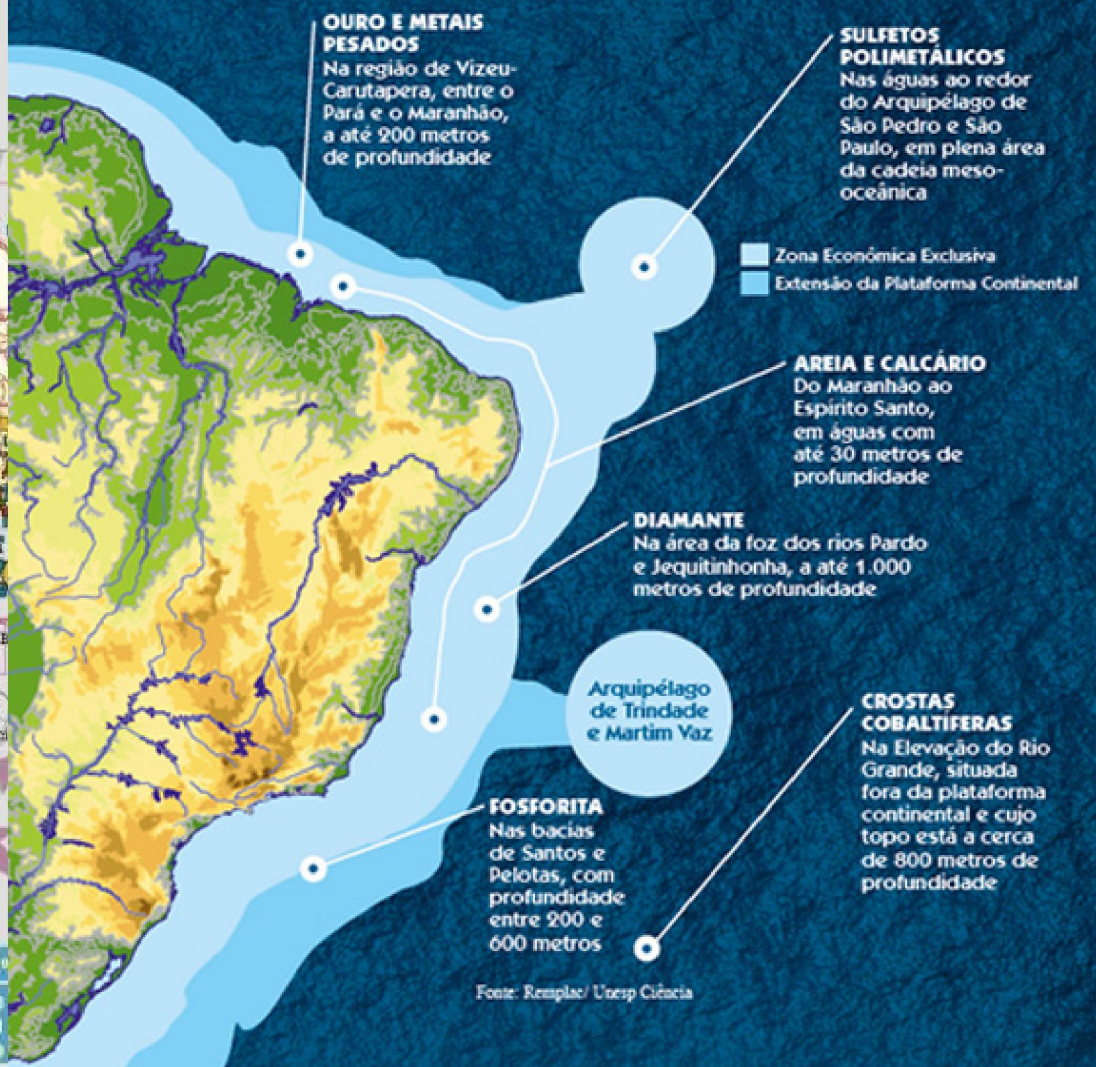 OURO E METAIS
PESADOS
Na região de Vizeu-
Carutapera, entre o
Pará e o Maranhão,
a até 200 metros
de profundidade
SULFETOS
POLIMETÁLICOS
Nas águas ao redor
do Arquipélago de
São Pedro e São
Paulo, em plena área
da cadeia meso-
oceânica
Zona Econômica Exclusiva
Extensão da Plataforma Continental
AREIA E CALCÁRIO
Do Maranhão ao
Espírito Santo,
em águas com
até 30 metros de
profundidade
DIAMANTE
Na área da foz dos rios Pardo
e Jequitinhonha, a até 1.000
metros de profundidade
Arquipélago
de Trindade
e Martim Vaz
CROSTAS
COBALTÍFERAS
Na Elevação do Rio
Grande, situada
fora da plataforma
continental e cujo
topo está a cerca
de 800 metros de
profundidade
FOSFORITA
Nas bacias
de Santos e
Pelotas, com
profundidade
entre 200 e
600 metros
Fonte: Remplac/ Unesp Ciência